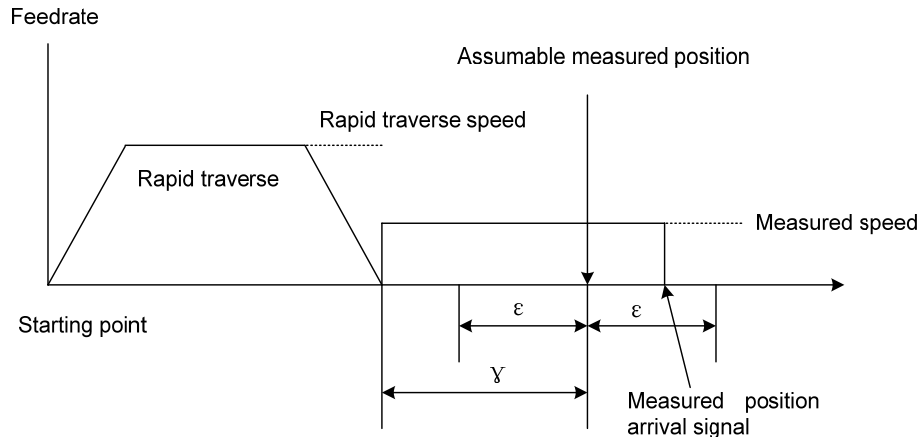 Feedrate
Assumable measured position
Rapid traverse speed
Rapid traverse
Measured speed
Starting point
ε
ε
ɣ
Measured position
arrival signal